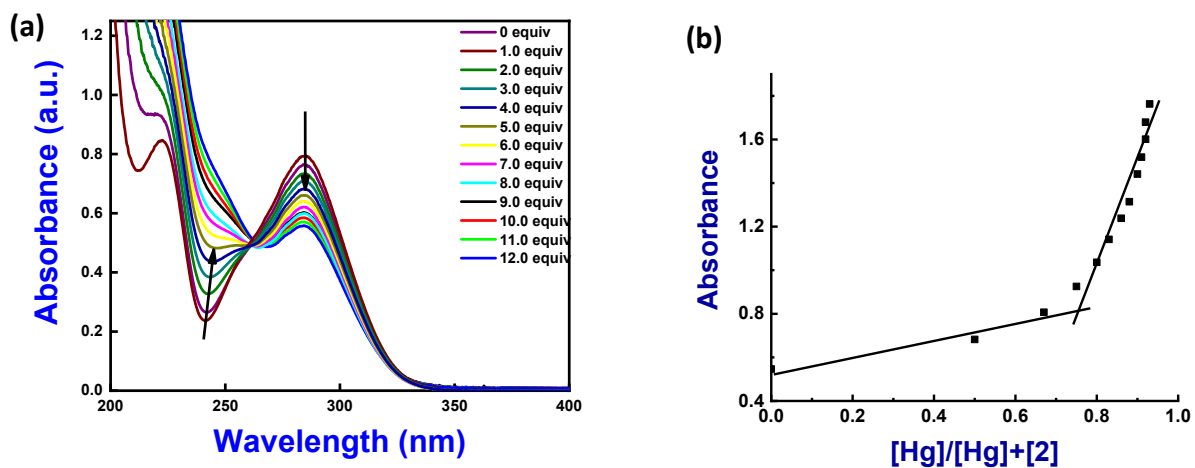 (a)
Absorbance (a.u.)
1.2
1.0
0.8
0.6
0.4
0.2
0.0
200
250
300
350
400
Wavelength (nm)
0 equiv
1.0 equiv
2.0 equiv
3.0 equiv
4.0 equiv
5.0 equiv
6.0 equiv
7.0 equiv
8.0 equiv
9.0 equiv
10.0 equiv
11.0 equiv
12.0 equiv
(b)
Absorbance
1.6
1.2
0.8
0.4
0.0
0.2
0.4
0.6
0.8
1.0
[Hg]/[Hg]+[2]